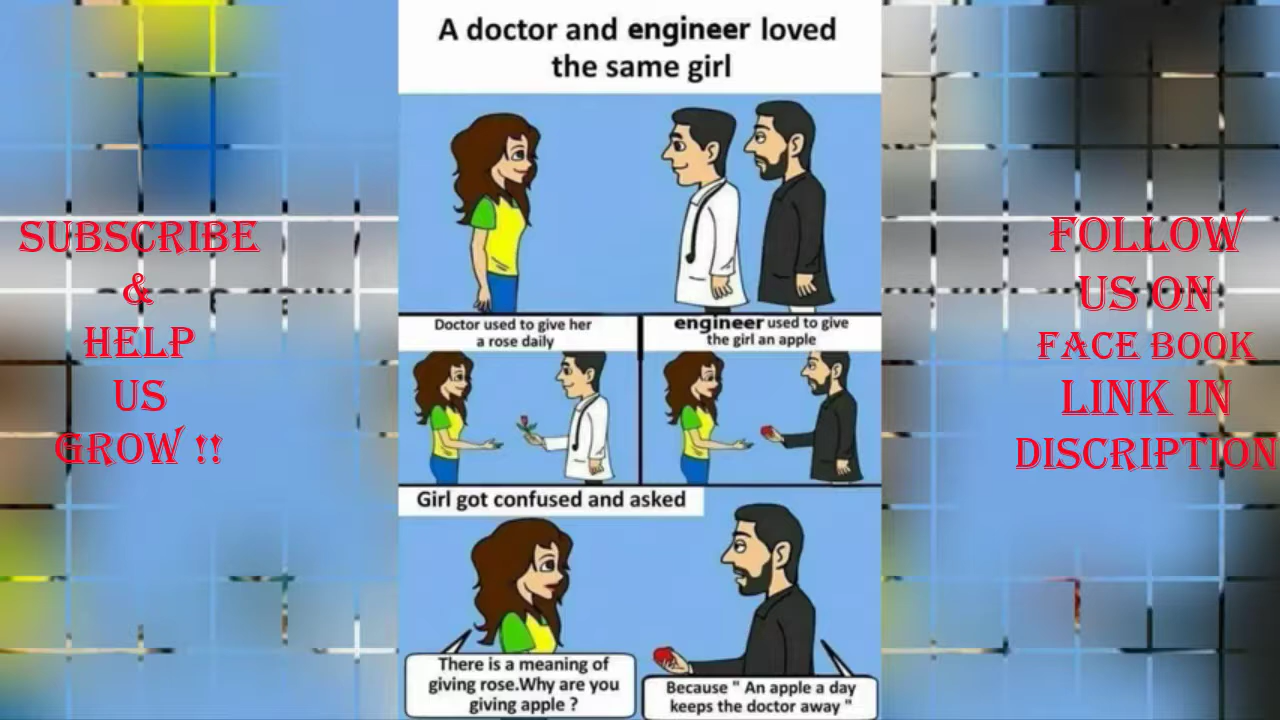 A doctor and engineer loved
the same girl
SUBSCRIBE
&
HELP
US
GROW !!
FOLLOW
US ON
FACE BOOK
LINK IN
DISCRIPTION
Doctor used to give her
a rose daily
engineer used to give
the girl an apple
Girl got confused and asked
There is a meaning of
giving rose.Why are you
giving apple ?
Because " An apple a day
keeps the doctor away "